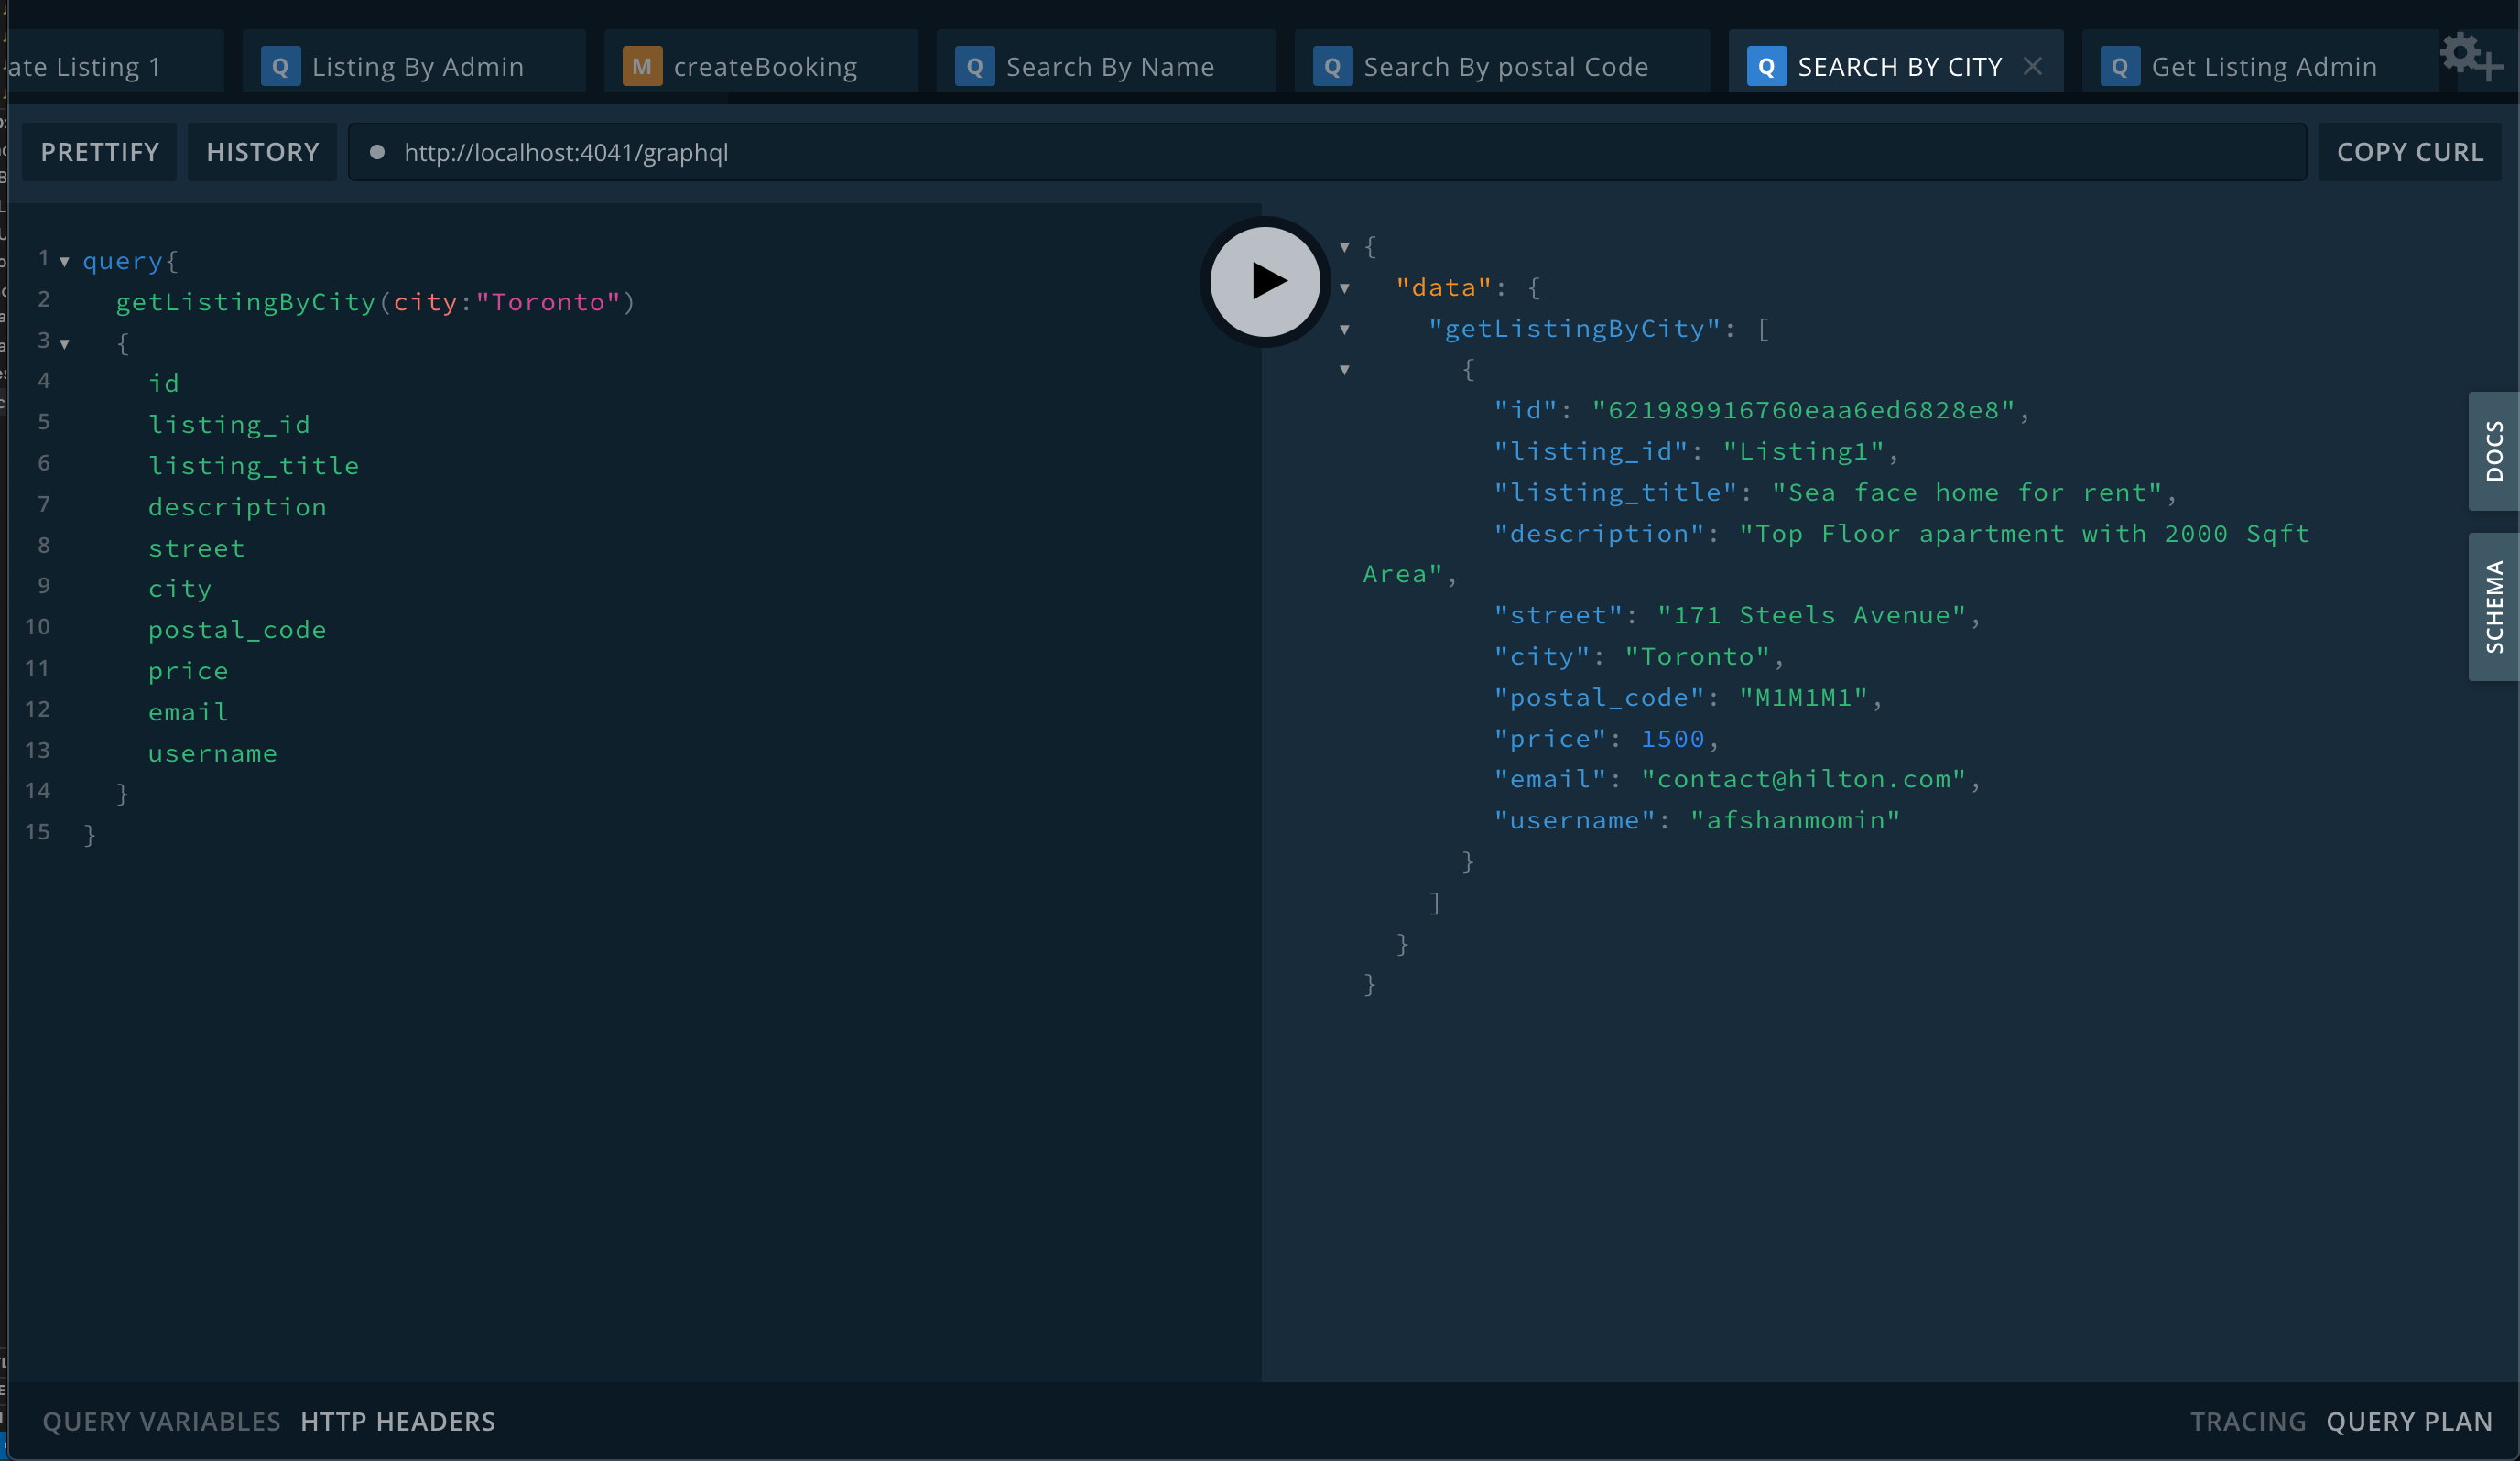 ate Listing 1
Q Listing By Admin
M createBooking
Q Search By Name
Q Search By postal Code
Q SEARCH BY CITY
Q Get Listing Admin
PRETTIFY
HISTORY
http://localhost:4041/graphql
COPY CURL
1 query{
2 getListingByCity(city:"Toronto")
3 {
4 id
5 listing_id
6 listing_title
7 description
8 street
9 city
10 postal_code
11 price
12 email
13 username
14 }
15 }
{
"data": {
"getListingByCity": [
{
"id": "621989916760eaa6ed6828e8",
"listing_id": "Listing1",
"listing_title": "Sea face home for rent",
"description": "Top Floor apartment with 2000 Sqft
Area",
"street": "171 Steels Avenue",
"city": "Toronto",
"postal_code": "M1M1M1",
"price": 1500,
"email": "contact@hilton.com",
"username": "afshanmomin"
}
]
}
}
DOCS
SCHEMA
QUERY VARIABLES
HTTP HEADERS
TRACING
QUERY PLAN